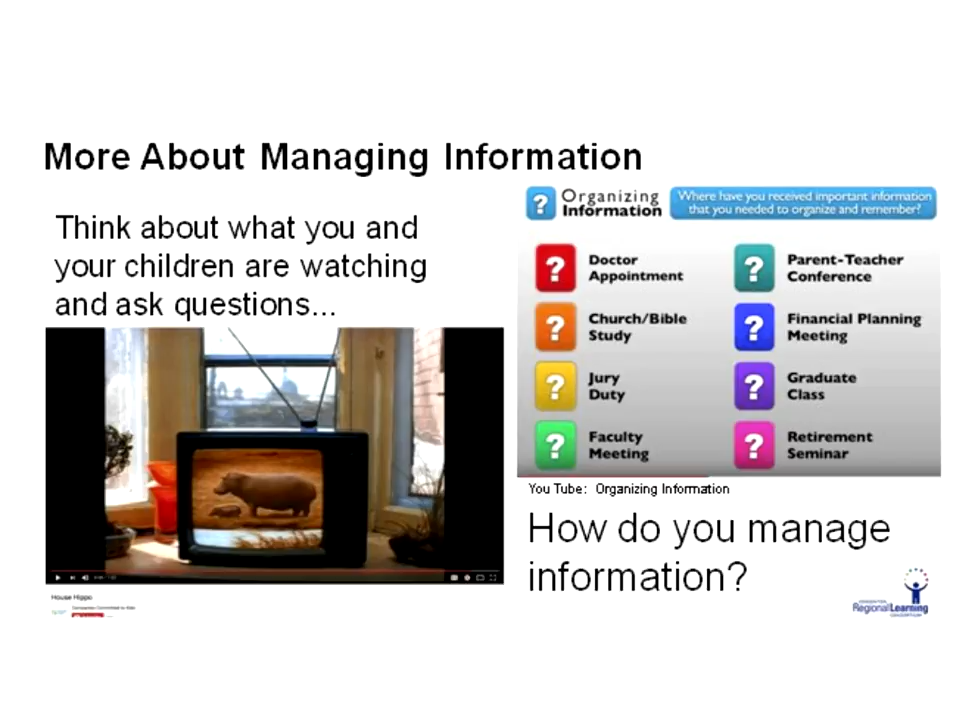 More About Managing Information
Think about what you and
your children are watching
and ask questions...
House Hippo
Organizing
Information
Where have you received important information
that you needed to organize and remember?
Doctor
Appointment
Parent-Teacher
Conference
Church/Bible
Study
Financial Planning
Meeting
Jury
Duty
Graduate
Class
Faculty
Meeting
Retirement
Seminar
You Tube: Organizing Information
How do you manage
information?
Regional Learning
CONSORTIUM